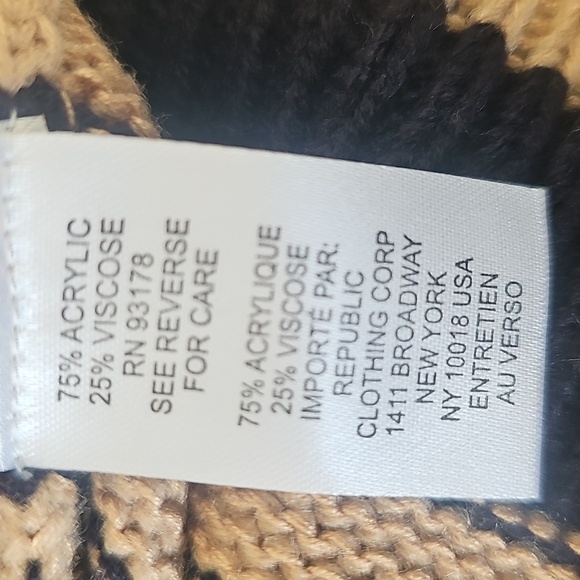 75% ACRYLIC
25% VISCOSE
RN 93178
SEE REVERSE
FOR CARE
75% ACRYLIQUE
25% VISCOSE
IMPORTÉ PAR:
REPUBLIC
CLOTHING CORP
1411 BROADWAY
NEW YORK
NY 10018 USA
ENTRETIEN
AU VERSO